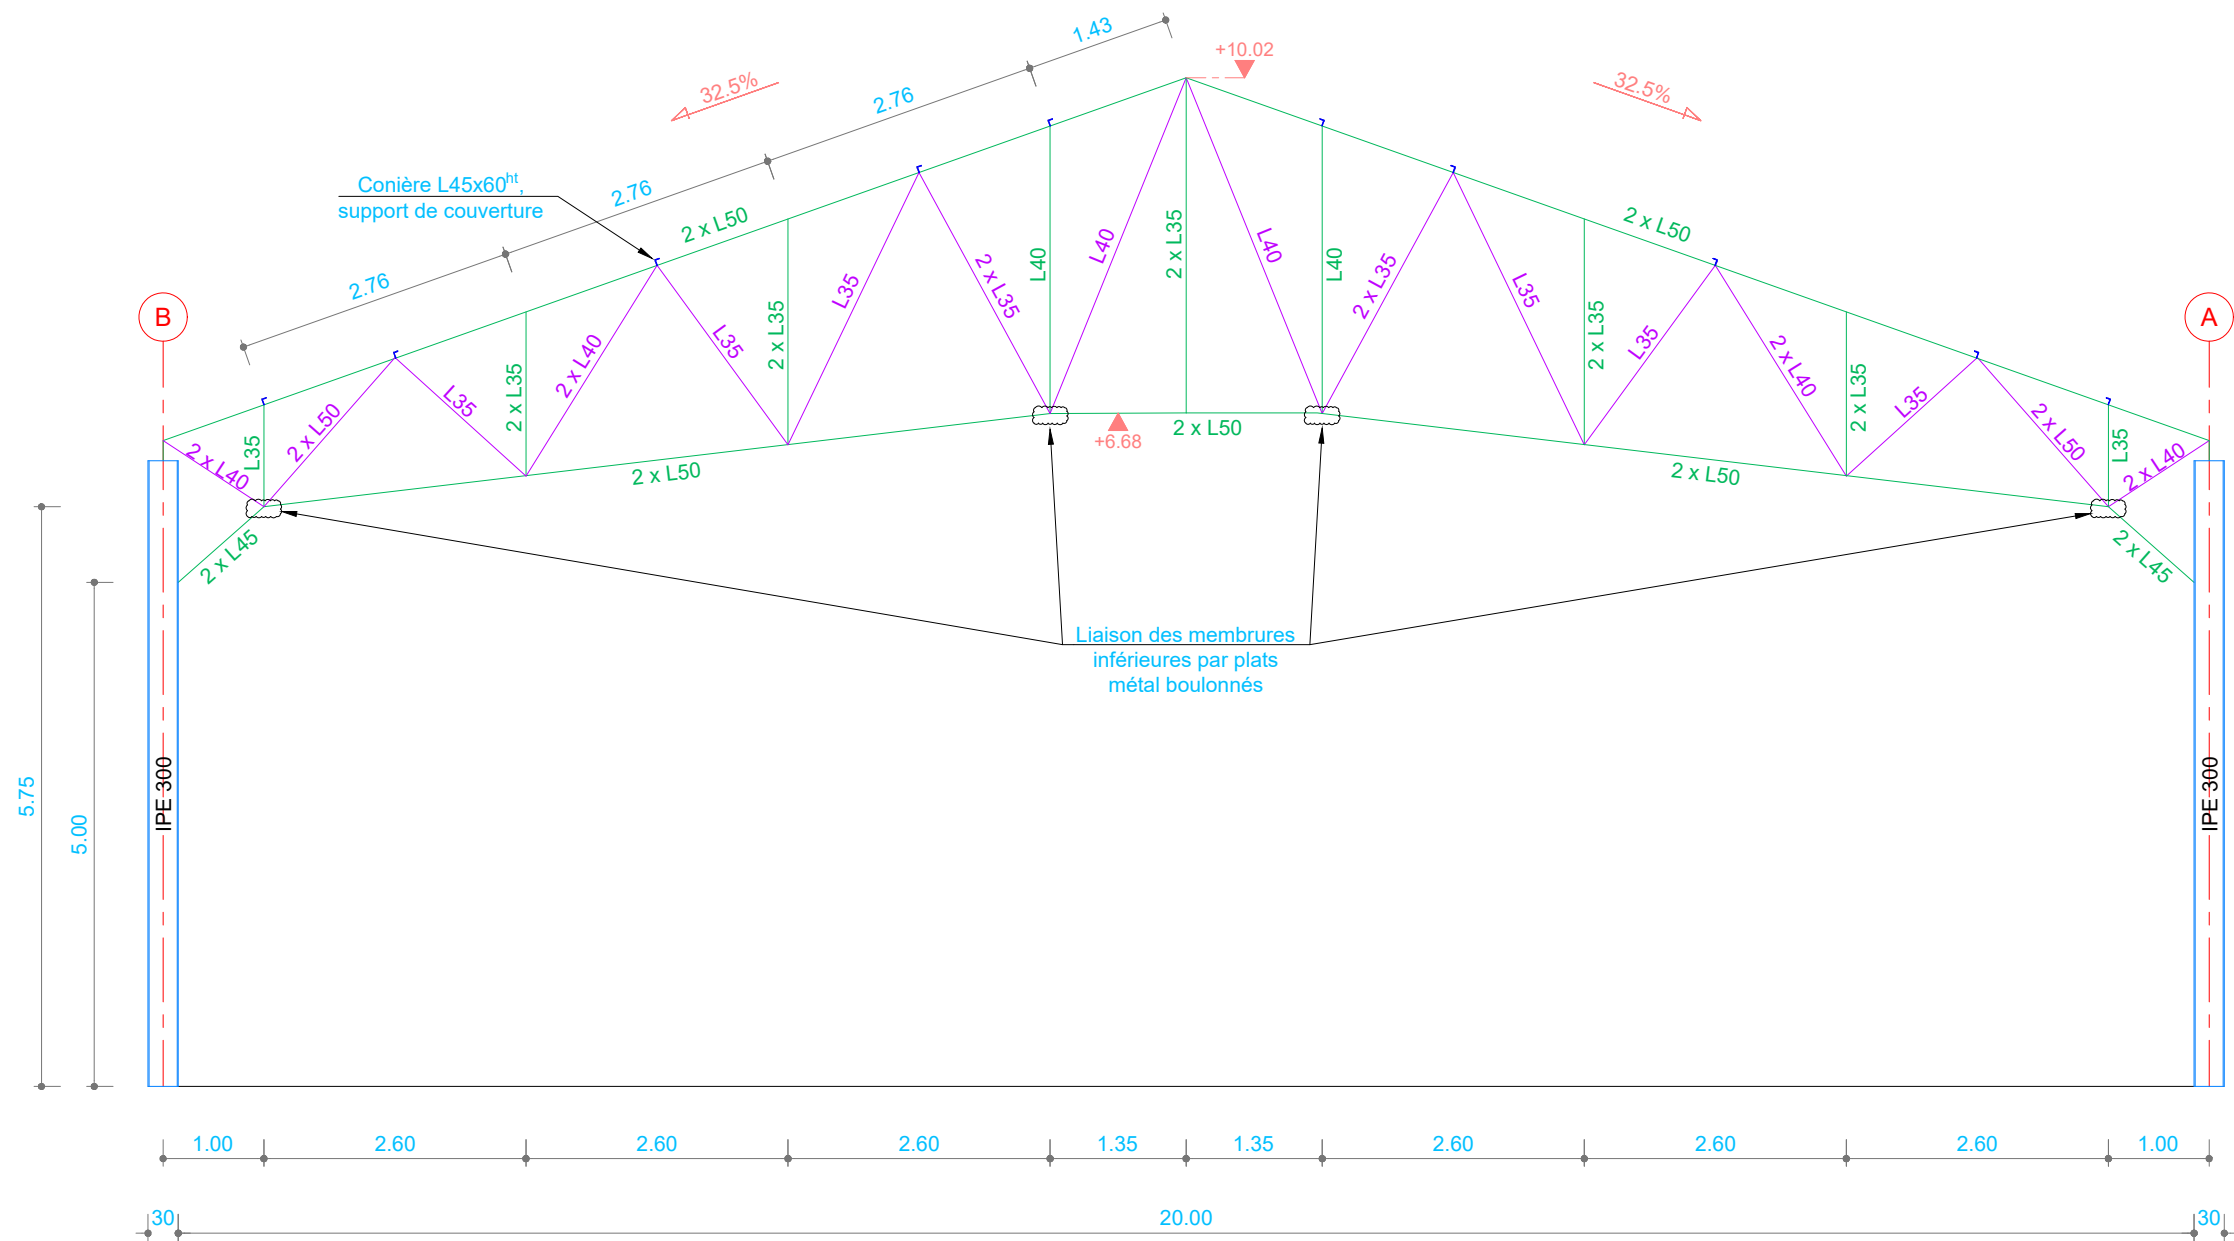 1.43
+10.02
32.5%
32.5%
2.76
2.76
2.76
Conière L45x60ht,
support de couverture
2 x L50
2 x L50
B
A
2 x L40
L35
2 x L50
L35
2 x L35
2 x L40
L35
2 x L35
L35
2 x L35
L40
L40
2 x L35
L40
L40
2 x L35
L35
2 x L35
L35
2 x L40
2 x L35
L35
2 x L50
L35
2 x L40
+6.68
2 x L50
2 x L50
2 x L50
2 x L45
2 x L45
Liaison des membrures
inférieures par plats
métal boulonnés
IPE 300
IPE 300
5.75
5.00
1.00
2.60
2.60
2.60
1.35
1.35
2.60
2.60
2.60
1.00
30
20.00
30